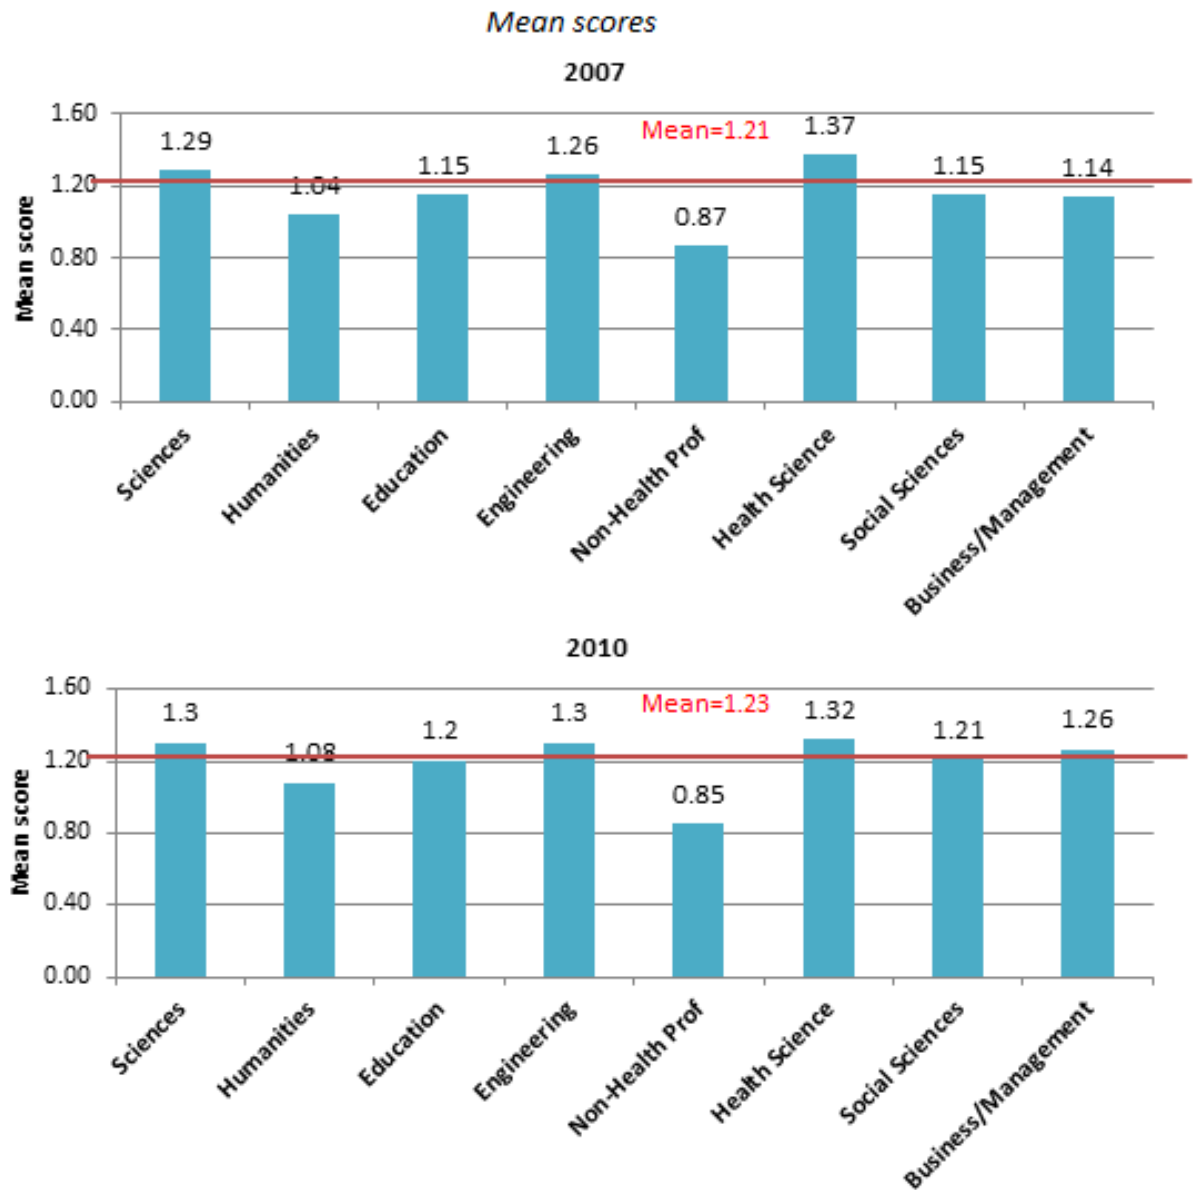 Mean scores
2007
Mean score
1.60
1.20
0.80
0.40
0.00
Mean=1.21
1.29
1.04
1.15
1.26
0.87
1.37
1.15
1.14
Sciences
Humanities
Education
Engineering
Non-Health Prof
Health Science
Social Sciences
Business/Management
2010
Mean score
1.60
1.20
0.80
0.40
0.00
Mean=1.23
1.3
1.08
1.2
1.3
0.85
1.32
1.21
1.26
Sciences
Humanities
Education
Engineering
Non-Health Prof
Health Science
Social Sciences
Business/Management